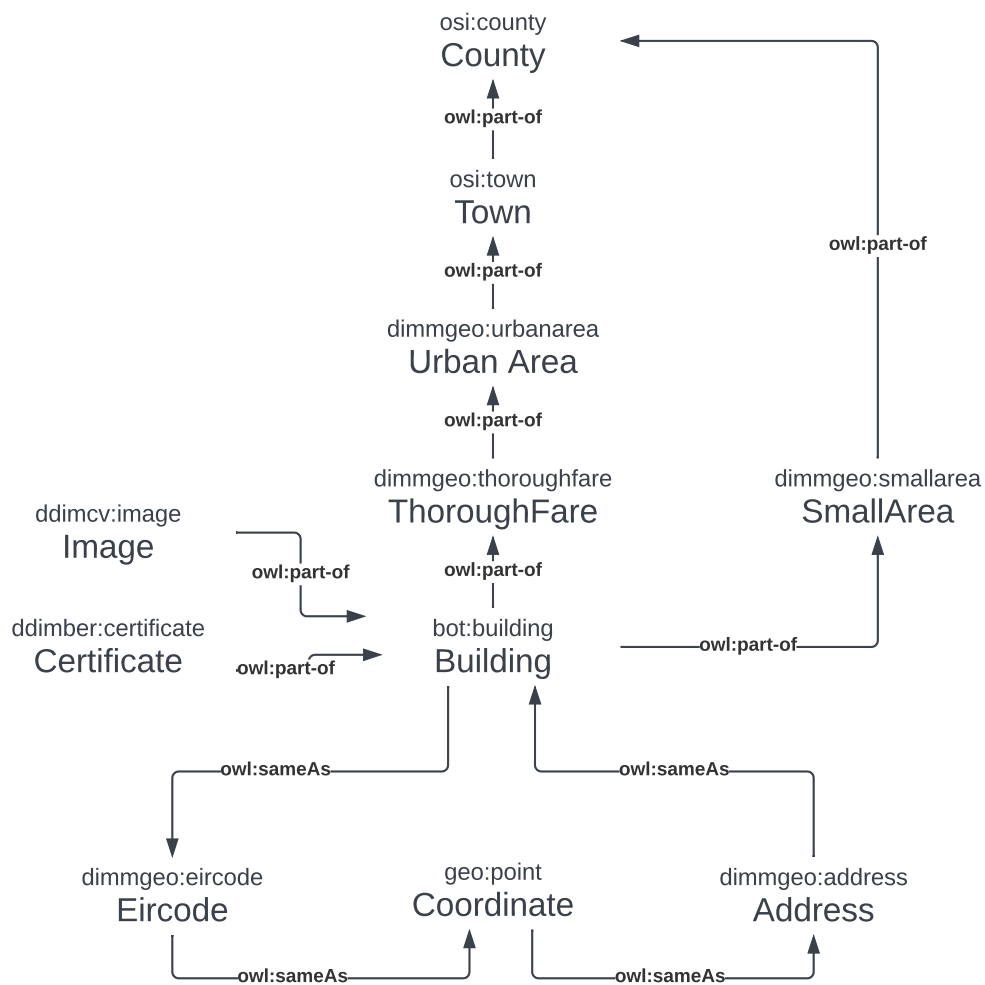 osi:county
County
owl:part-of
osi:town
Town
owl:part-of
owl:part-of
dimmgeo:urbanarea
Urban Area
owl:part-of
dimmgeo:thoroughfare
ThoroughFare
dimmgeo:smallarea
SmallArea
ddimcv:image
Image
owl:part-of
owl:part-of
ddimber:certificate
Certificate
owl:part-of
bot:building
Building
owl:part-of
owl:sameAs
owl:sameAs
dimmgeo:eircode
Eircode
geo:point
Coordinate
dimmgeo:address
Address
owl:sameAs
owl:sameAs